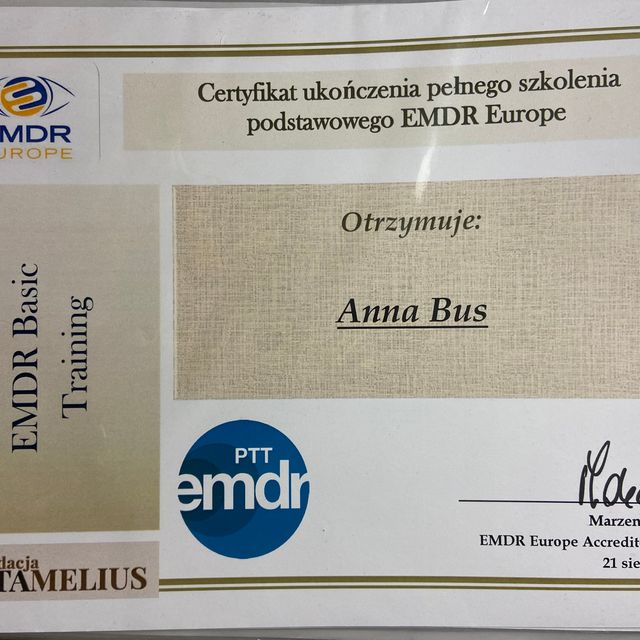 EMDR
EUROPE
Certyfikat ukończenia pełnego szkolenia
podstawowego EMDR Europe
EMDR Basic
Training
Otrzymuje:
Anna Bus
PTT
emdr
Marzen
EMDR Europe Accredit
21 sie
dacja
TAMELIUS